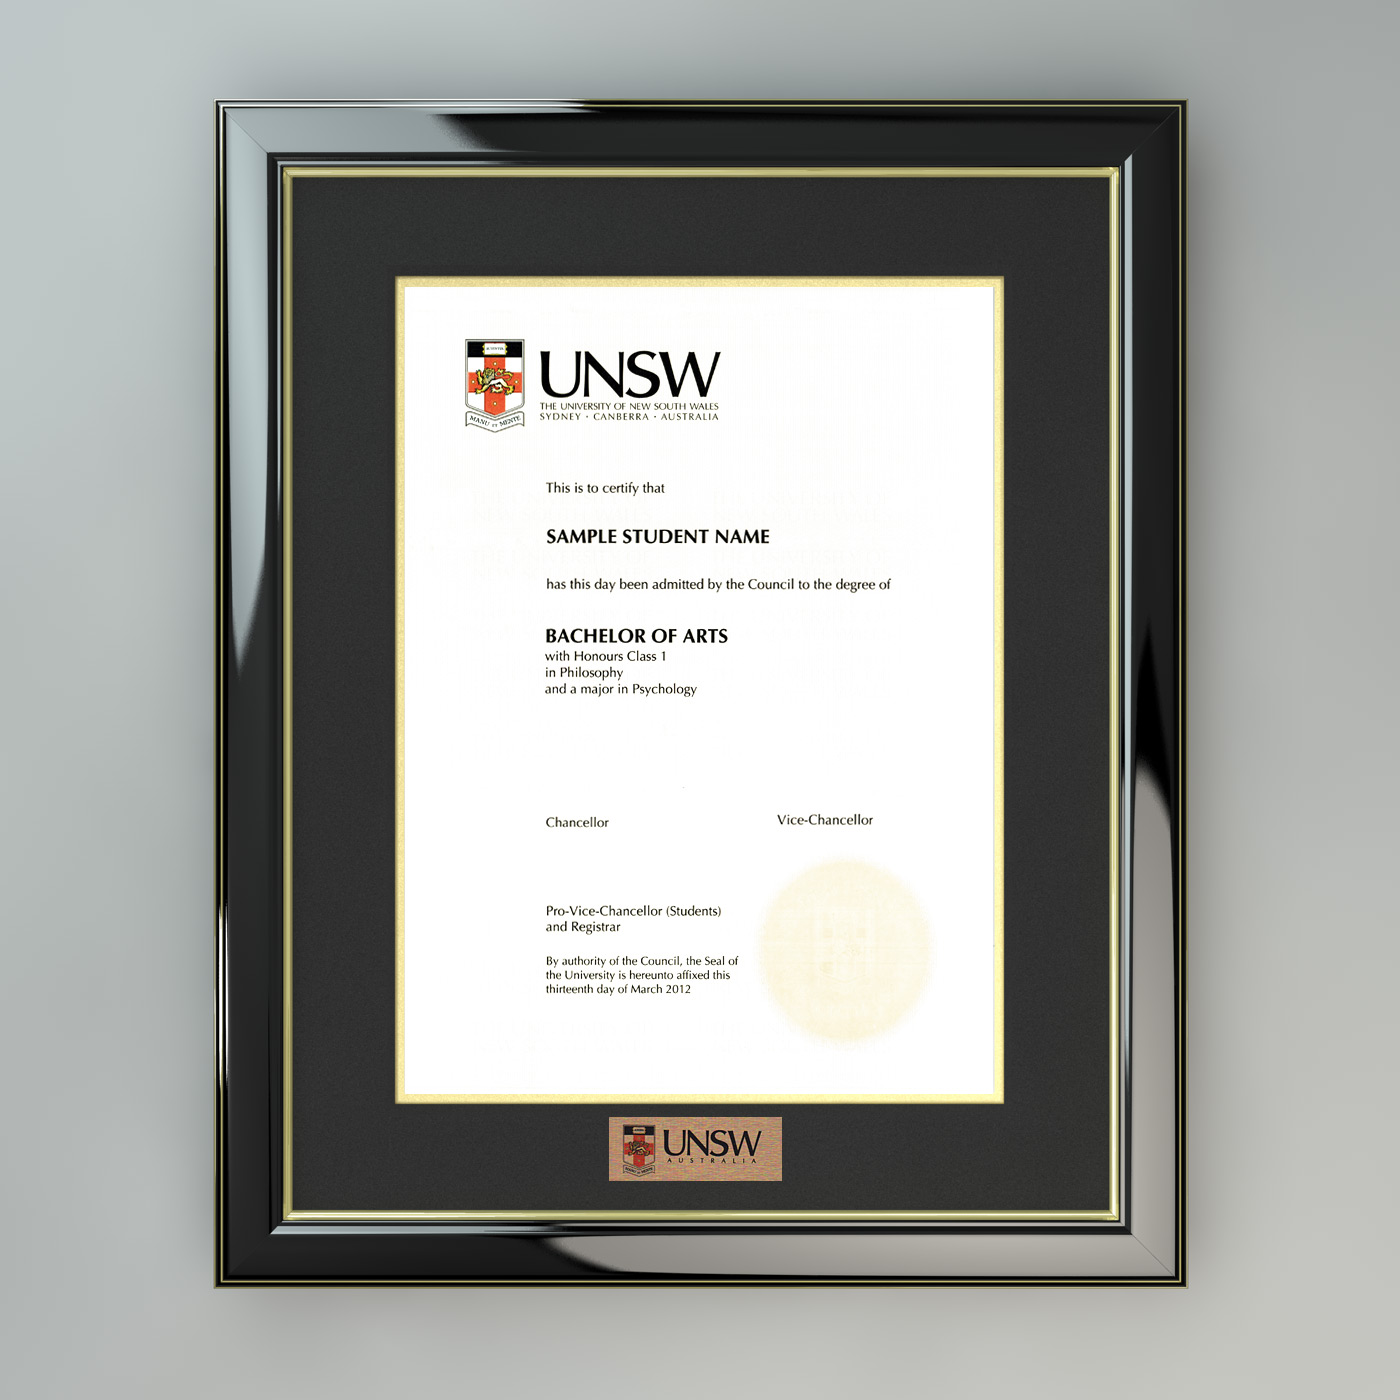 UNSW
THE UNIVERSITY OF NEW SOUTH WALES
SYDNEY · CANBERRA · AUSTRALIA
MANU ET MENTE
This is to certify that
SAMPLE STUDENT NAME
has this day been admitted by the Council to the degree of
BACHELOR OF ARTS
with Honours Class 1
in Philosophy
and a major in Psychology
Chancellor
Vice-Chancellor
Pro-Vice-Chancellor (Students)
and Registrar
By authority of the Council, the Seal of
the University is hereunto affixed this
thirteenth day of March 2012
UNSW
AUSTRALIA